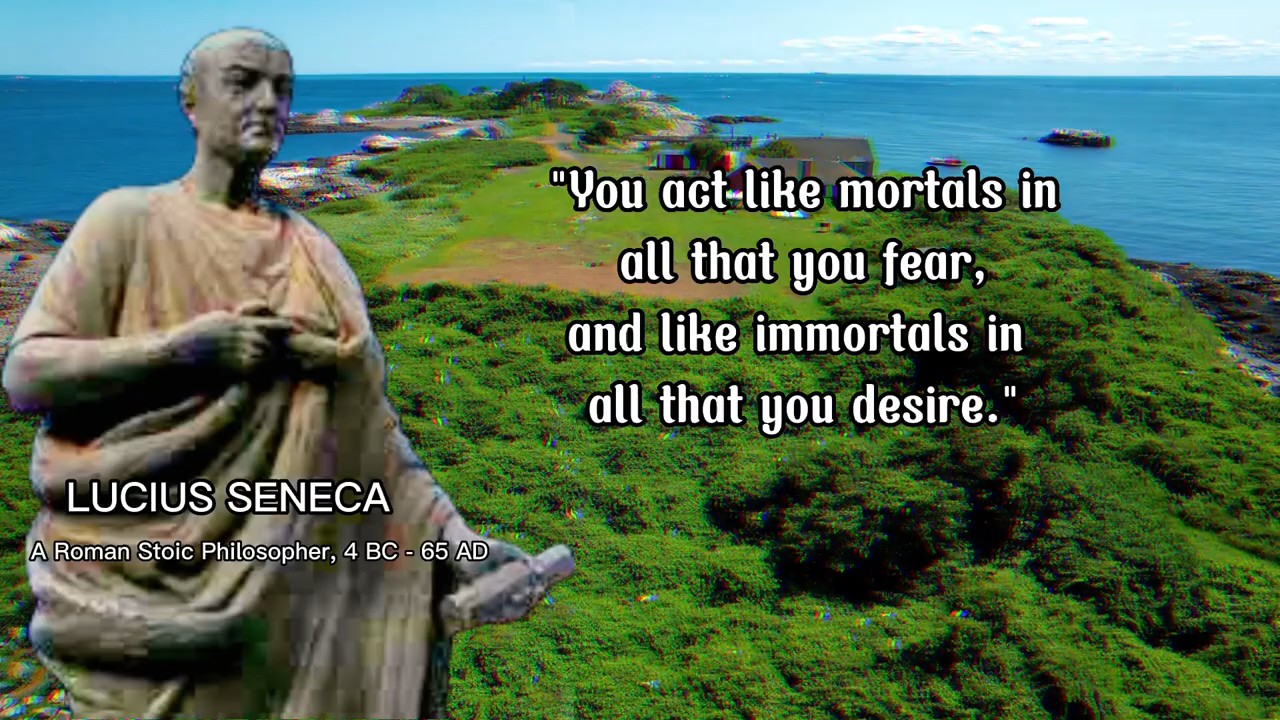 "You act like mortals in
all that you fear,
and like immortals in
all that you desire."
LUCIUS SENECA
A Roman Stoic Philosopher, 4 BC - 65 AD